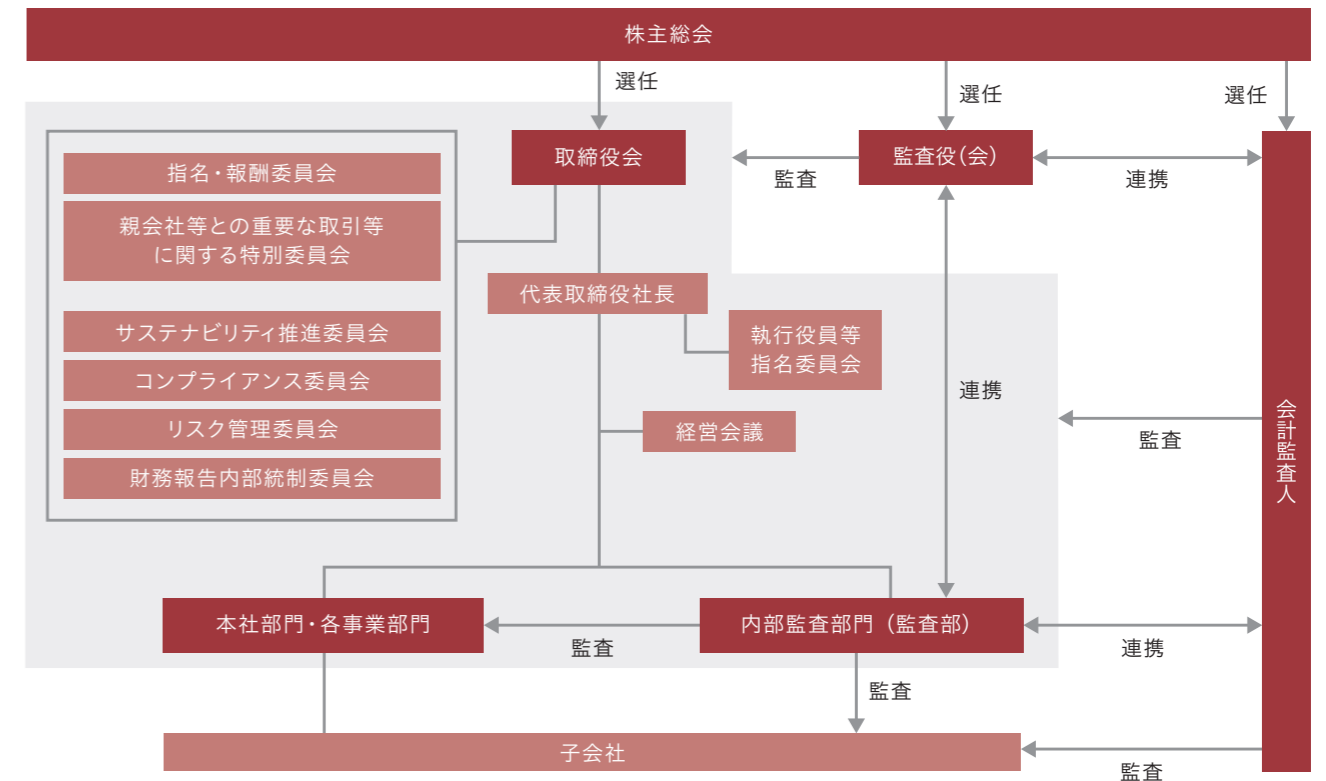 株主総会
選任
選任
選任
取締役会
監査役(会)
監査
連携
指名・報酬委員会
親会社等との重要な取引等
に関する特別委員会
サステナビリティ推進委員会
コンプライアンス委員会
リスク管理委員会
財務報告内部統制委員会
代表取締役社長
執行役員等
指名委員会
経営会議
連携
監査
会計監査人
本社部門・各事業部門
監査
内部監査部門(監査部)
連携
監査
子会社
監査